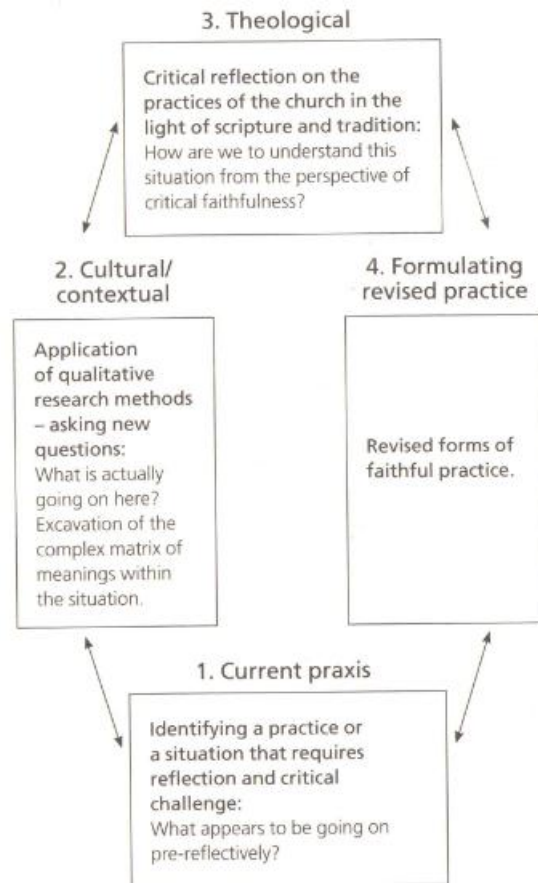 3. Theological
Critical reflection on the
practices of the church in the
light of scripture and tradition:
How are we to understand this
situation from the perspective of
critical faithfulness?
2. Cultural/
contextual
Application
of qualitative
research methods
– asking new
questions:
What is actually
going on here?
Excavation of the
complex matrix of
meanings within
the situation.
4. Formulating
revised practice
Revised forms of
faithful practice.
1. Current praxis
Identifying a practice or
a situation that requires
reflection and critical
challenge:
What appears to be going on
pre-reflectively?